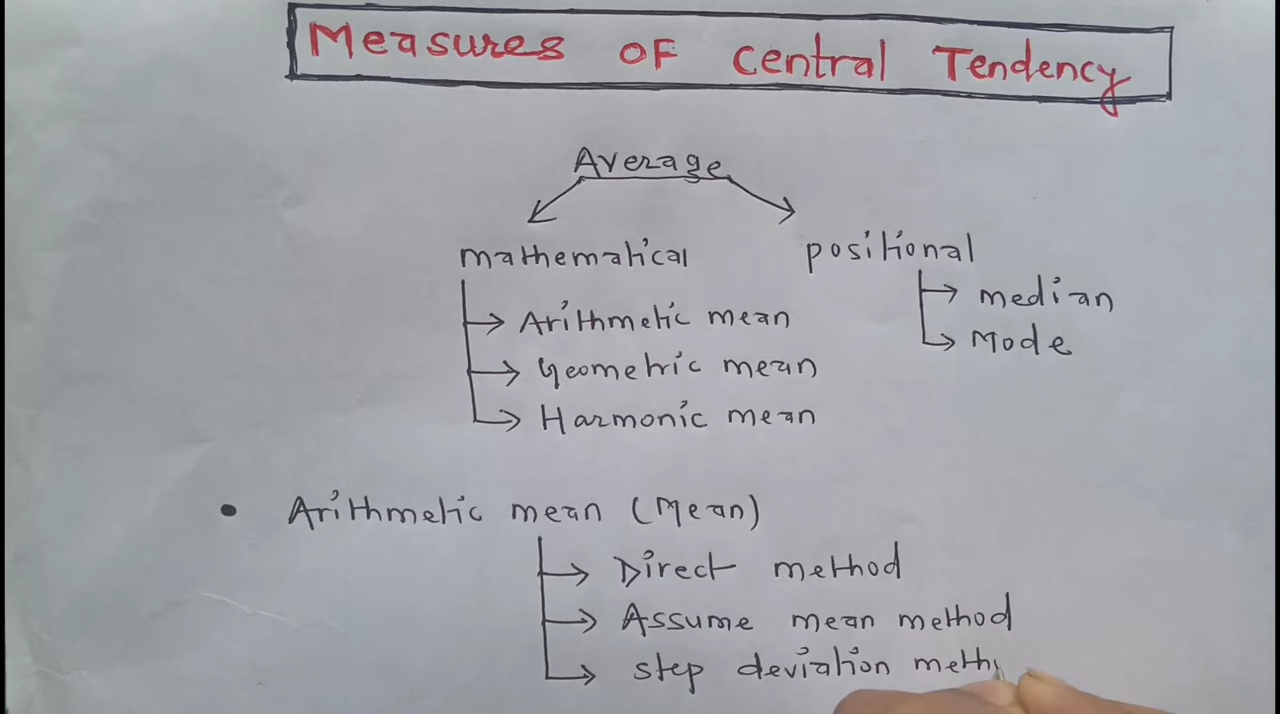 Measures OF Central Tendency
Average
mathematical
positional
Arithmetic mean
Geometric mean
Harmonic mean
median
Mode
• Arithmetic mean (Mean)
Direct method
Assume mean method
step deviation meth